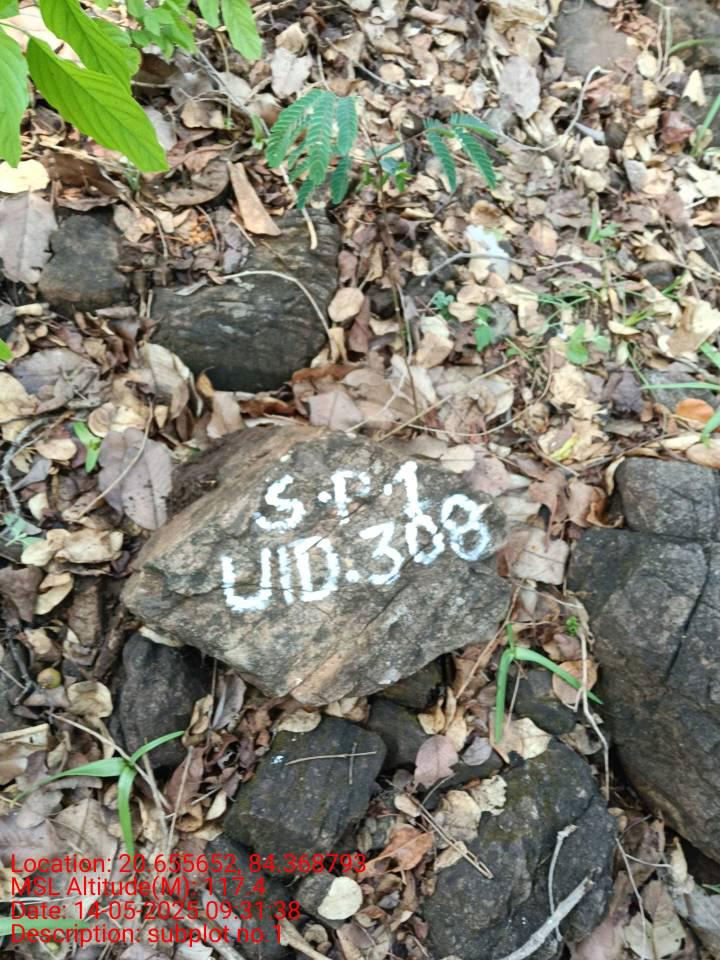 S.P.1
UID.308
Location: 20.655652, 84.368793
MSL Altitude(M): 117.4
Date: 14-05-2025 09:31:38
Description: subplot no.1